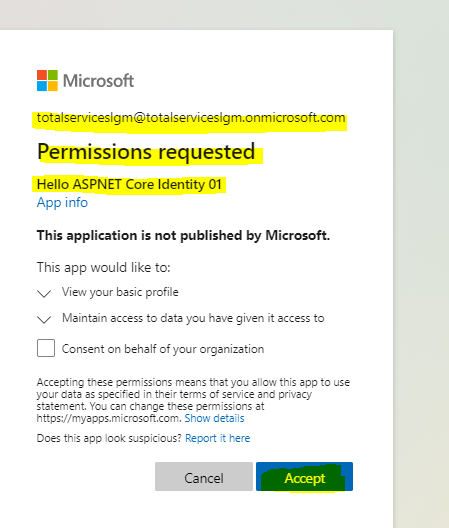 Microsoft
totalserviceslgm@totalserviceslgm.onmicrosoft.com
Permissions requested
Hello ASPNET Core Identity 01
App info
This application is not published by Microsoft.
This app would like to:
View your basic profile
Maintain access to data you have given it access to
Consent on behalf of your organization
Accepting these permissions means that you allow this app to use
your data as specified in their terms of service and privacy
statement. You can change these permissions at
https://myapps.microsoft.com. Show details
Does this app look suspicious? Report it here
Cancel Accept